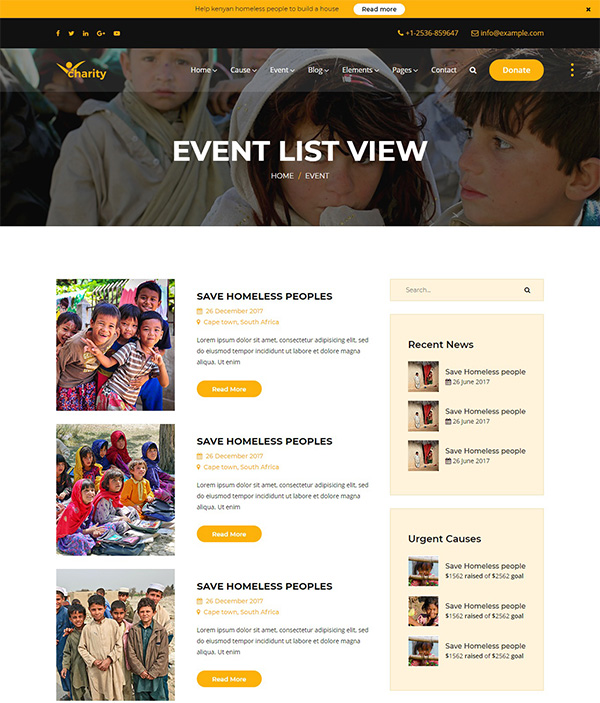 Help kenyan homeless people to build a house Read more
+1-2536-859647 info@example.com
charity
Home Cause Event Blog Elements Pages Contact Donate
EVENT LIST VIEW
HOME / EVENT
SAVE HOMELESS PEOPLES
26 December 2017
Cape town, South Africa
Lorem ipsum dolor sit amet, consectetur adipisicing elit, sed
do eiusmod tempor incididunt ut labore et dolore magna
aliqua. Ut enim
Read More
SAVE HOMELESS PEOPLES
26 December 2017
Cape town, South Africa
Lorem ipsum dolor sit amet, consectetur adipisicing elit, sed
do eiusmod tempor incididunt ut labore et dolore magna
aliqua. Ut enim
Read More
SAVE HOMELESS PEOPLES
26 December 2017
Cape town, South Africa
Lorem ipsum dolor sit amet, consectetur adipisicing elit, sed
do eiusmod tempor incididunt ut labore et dolore magna
aliqua. Ut enim
Read More
Search...
Recent News
Save Homeless people
26 June 2017
Save Homeless people
26 June 2017
Save Homeless people
26 June 2017
Urgent Causes
Save Homeless people
$1562 raised of $2562 goal
Save Homeless people
$1562 raised of $2562 goal
Save Homeless people
$1562 raised of $2562 goal